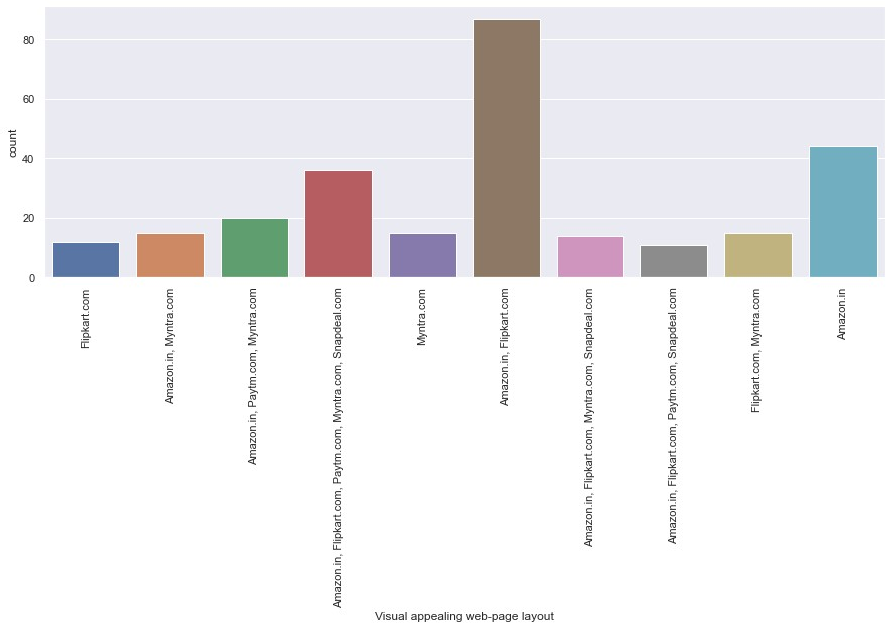 80
60
40
20
0
count
Flipkart.com
Amazon.in, Myntra.com
Amazon.in, Paytm.com, Myntra.com
Amazon.in, Flipkart.com, Paytm.com, Myntra.com, Snapdeal.com
Myntra.com
Amazon.in, Flipkart.com
Amazon.in, Flipkart.com, Myntra.com, Snapdeal.com
Amazon.in, Flipkart.com, Paytm.com, Snapdeal.com
Flipkart.com, Myntra.com
Amazon.in
Visual appealing web-page layout